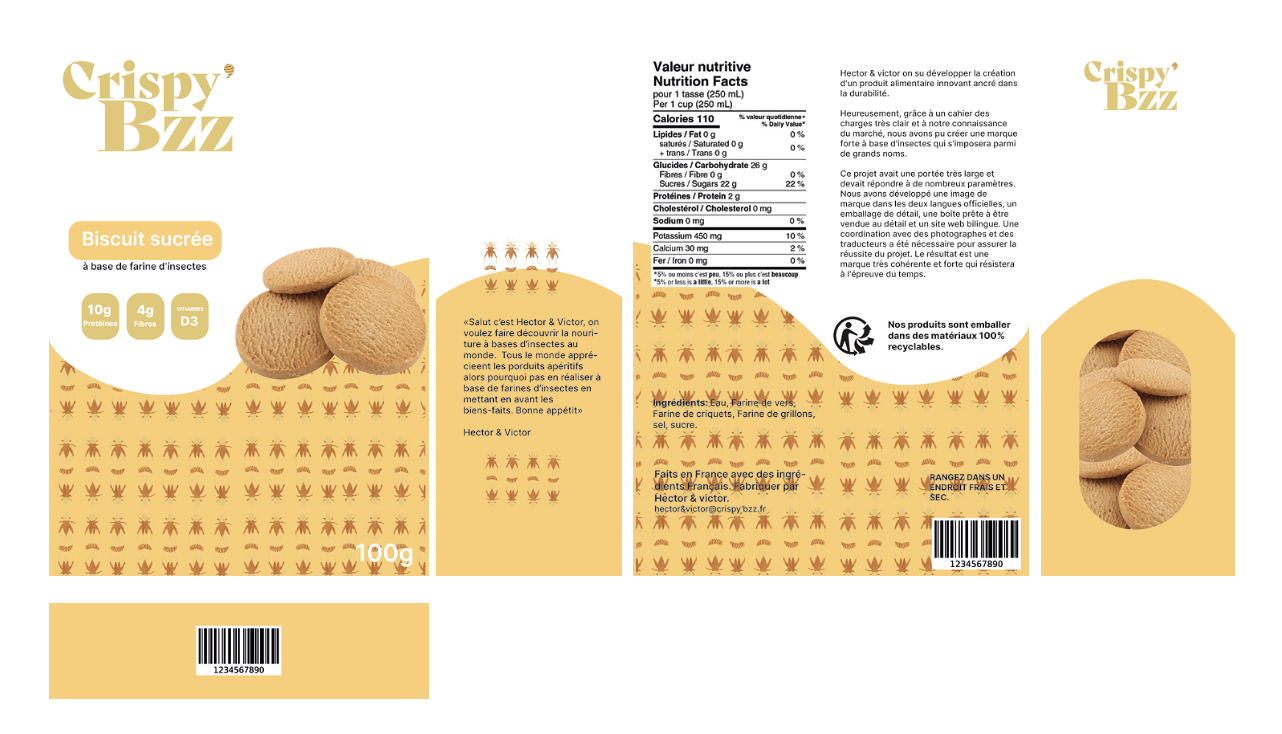 Crispy'
Bzz
Biscuit sucrée
à base de farine d'insectes
10g
Protéines
4g
Fibres
VITAMINES
D3
100g
«Salut c'est Hector & Victor, on
voulez faire découvrir la nouri-
ture à bases d'insectes au
monde. Tous le monde appré-
cieent les porduits apéritifs
alors pourquoi pas en réaliser à
base de farines d'insectes en
mettant en avant les
biens-faits. Bonne appétit»
Hector & Victor
Valeur nutritive
Nutrition Facts
pour 1 tasse (250 mL)
Per 1 cup (250 mL)
Calories 110 % valeur quotidienne*
% Daily Value*
Lipides / Fat 0 g 0 %
saturés / Saturated 0 g
+ trans / Trans 0 g 0 %
Glucides / Carbohydrate 26 g
Fibres / Fibre 0 g 0 %
Sucres / Sugars 22 g 22 %
Protéines / Protein 2 g
Cholestérol / Cholesterol 0 mg
Sodium 0 mg 0 %
Potassium 450 mg 10 %
Calcium 30 mg 2 %
Fer / Iron 0 mg 0 %
*5% ou moins c'est peu, 15% ou plus c'est beaucoup
*5% or less is a little, 15% or more is a lot
Hector & victor on su développer la création
d'un produit alimentaire innovant ancré dans
la durabilité.
Heureusement, grâce à un cahier des
charges très clair et à notre connaissance
du marché, nous avons pu créer une marque
forte à base d'insectes qui s'imposera parmi
de grands noms.
Ce projet avait une portée très large et
devait répondre à de nombreux paramètres.
Nous avons développé une image de
marque dans les deux langues officielles, un
emballage de détail, une boîte prête à être
vendue au détail et un site web bilingue. Une
coordination avec des photographes et des
traducteurs a été nécessaire pour assurer la
réussite du projet. Le résultat est une
marque très cohérente et forte qui résistera
à l'épreuve du temps.
Nos produits sont emballer
dans des matériaux 100%
recyclables.
Ingrédients: Eau, Farine de vers,
Farine de criquets, Farine de grillons,
sel, sucre.
Faits en France avec des ingré-
dients Français. Fabriquer par
Hector & victor.
hector&victor@crispy'bzz.fr
RANGEZ DANS UN
ENDROIT FRAIS ET
SEC.
1234567890
Crispy'
Bzz
1234567890